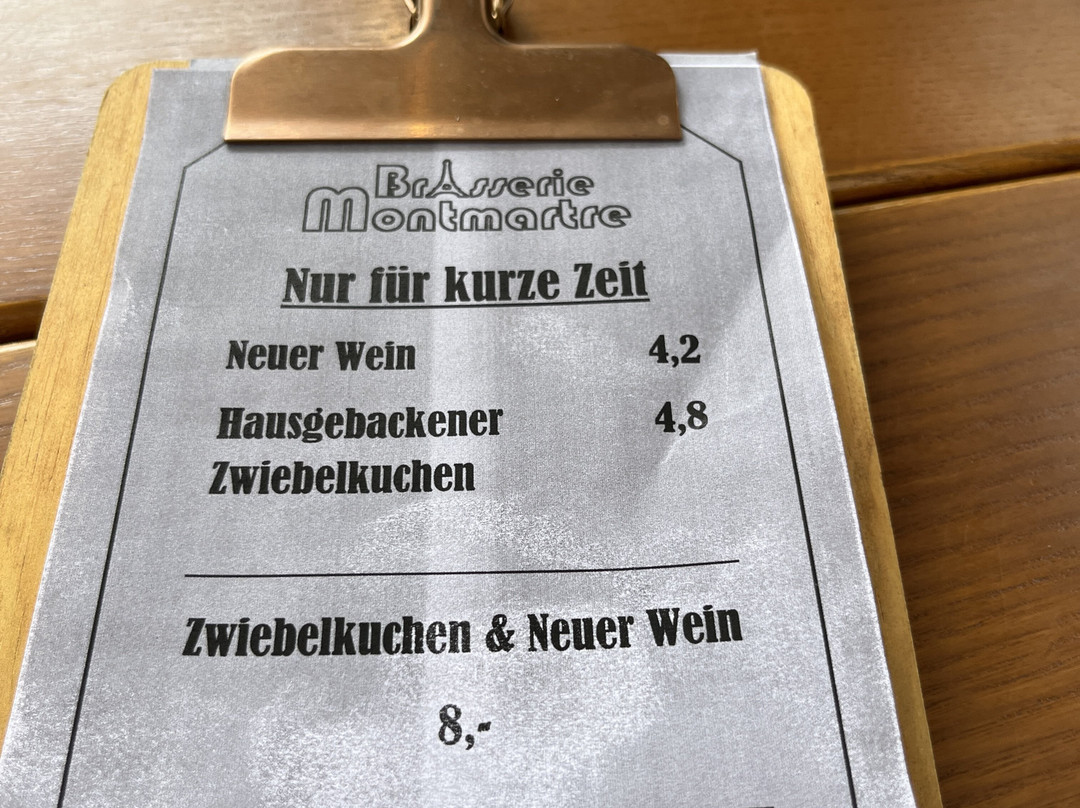 Brasserie
Montmartre
Nur für kurze Zeit
Neuer Wein 4,2
Hausgebackener 4,8
Zwiebelkuchen
Zwiebelkuchen & Neuer Wein
8,-